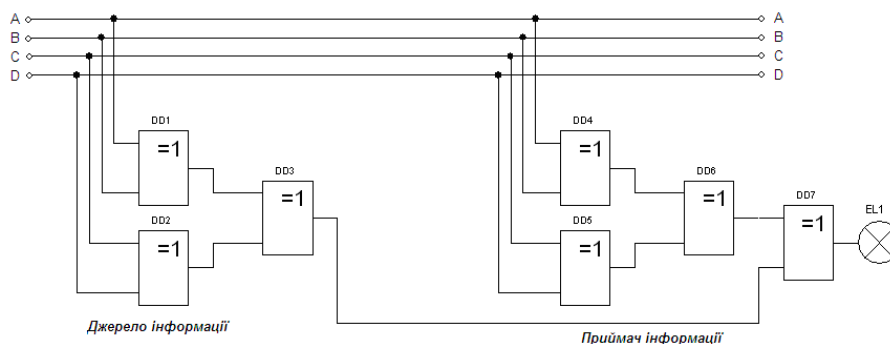 A A
B B
C C
D D
DD1 DD4
=1 =1
DD3 DD6
=1 =1
DD7 EL1
=1
DD2 DD5
=1 =1
Джерело інформації
Приймач інформації